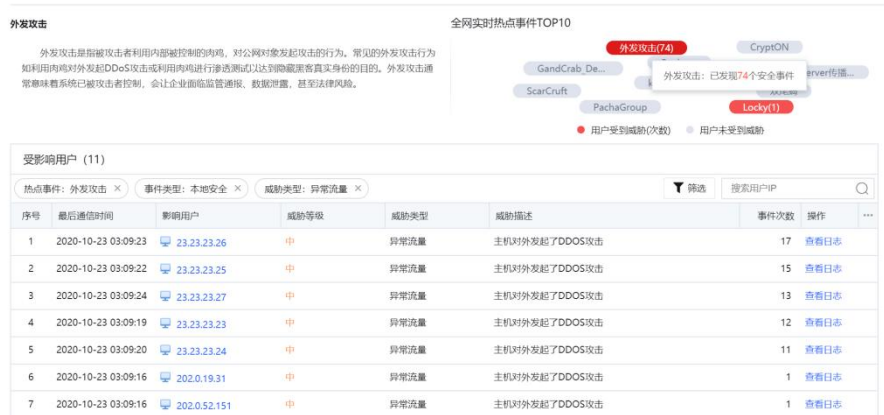 外发攻击
外发攻击是指被攻击者利用内部被控制的肉鸡，对公网对象发起攻击的行为。常见的外发攻击行为
如利用肉鸡对外发起DDoS攻击或利用肉鸡进行渗透测试以达到隐藏黑客真实身份的目的。外发攻击通
常意味着系统已被攻击者控制，会让企业面临监管通报、数据泄露，甚至法律风险。
全网实时热点事件TOP10
外发攻击(74)
CryptON
GandCrab_De...
外发攻击：已发现74个安全事件
erver传播...
ScarCruft
PachaGroup
Locky(1)
用户受到威胁(次数) 用户未受到威胁
受影响用户（11）
热点事件：外发攻击 × 事件类型：本地安全 × 威胁类型：异常流量 × 筛选 搜索用户IP
序号 最后通信时间 影响用户 威胁等级 威胁类型 威胁描述 事件次数 操作 ...
1 2020-10-23 03:09:23 23.23.23.26 中 异常流量 主机对外发起了DDOS攻击 17 查看日志
2 2020-10-23 03:09:22 23.23.23.25 中 异常流量 主机对外发起了DDOS攻击 15 查看日志
3 2020-10-23 03:09:24 23.23.23.27 中 异常流量 主机对外发起了DDOS攻击 13 查看日志
4 2020-10-23 03:09:19 23.23.23.23 中 异常流量 主机对外发起了DDOS攻击 12 查看日志
5 2020-10-23 03:09:20 23.23.23.24 中 异常流量 主机对外发起了DDOS攻击 11 查看日志
6 2020-10-23 03:09:16 202.0.19.31 中 异常流量 主机对外发起了DDOS攻击 1 查看日志
7 2020-10-23 03:09:16 202.0.52.151 中 异常流量 主机对外发起了DDOS攻击 1 查看日志